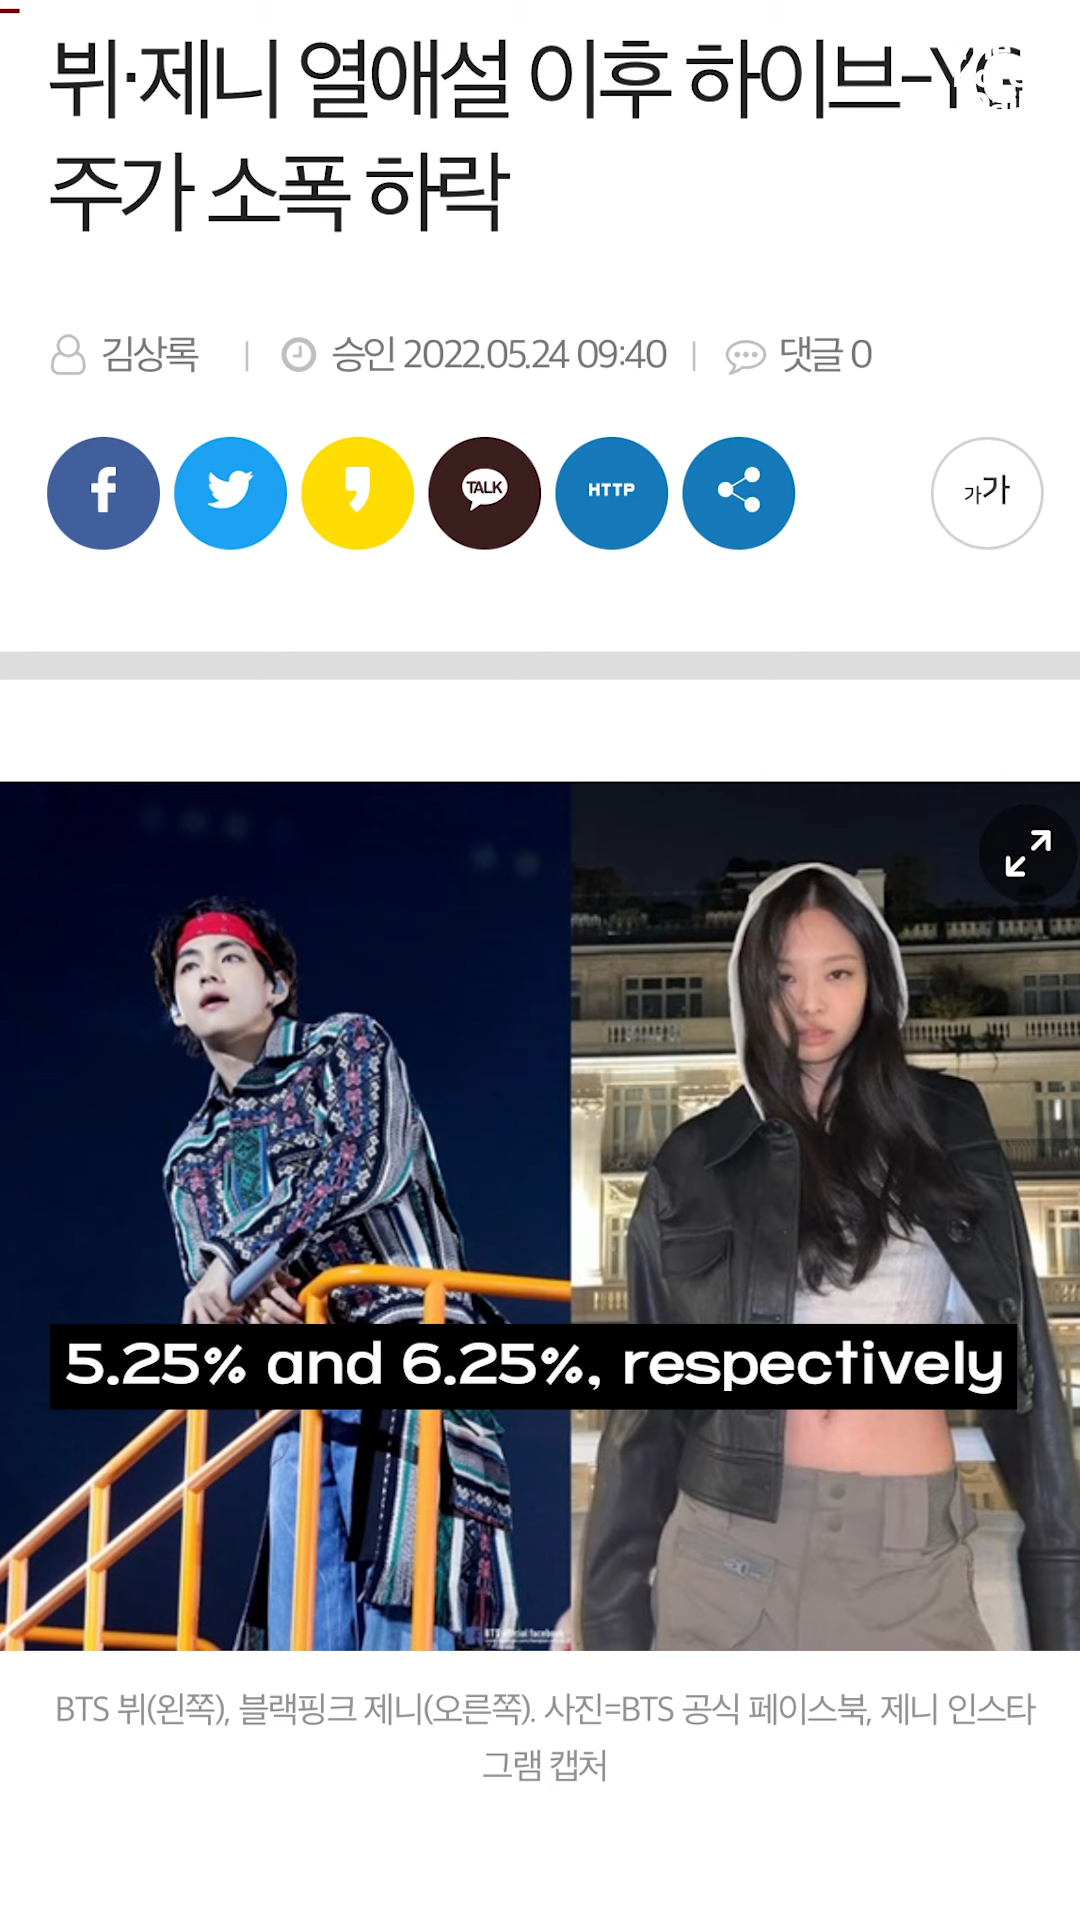 뷔·제니 열애설 이후 하이브-YG
주가 소폭 하락
김상록 | 승인 2022.05.24 09:40 | 댓글 0
f TALK HTTP 가가
5.25% and 6.25%, respectively
BTS official facebook
BTS 뷔(왼쪽), 블랙핑크 제니(오른쪽). 사진=BTS 공식 페이스북, 제니 인스타
그램 캡처